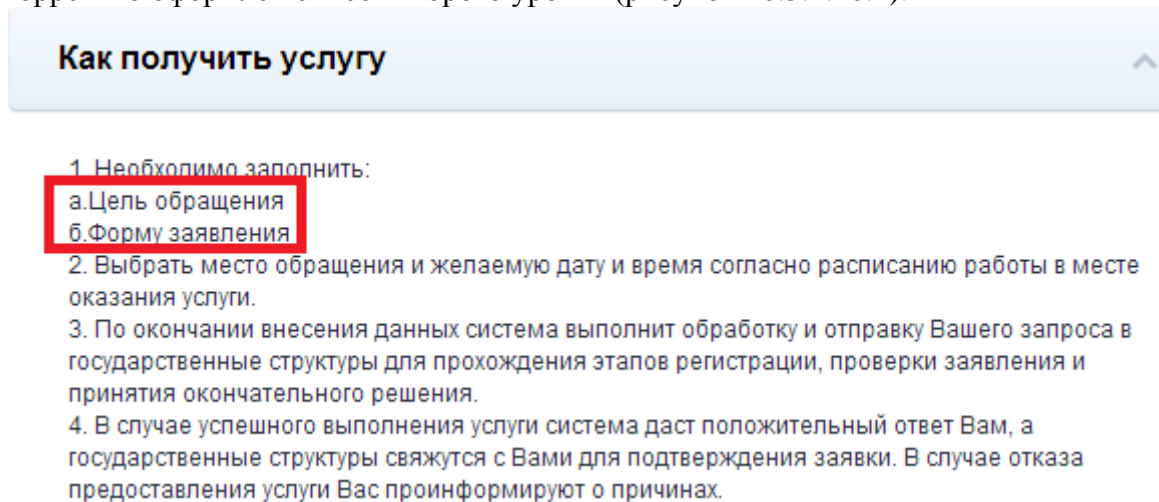 Как получить услугу
1. Необходимо заполнить:
а.Цель обращения
б.Форму заявления
2. Выбрать место обращения и желаемую дату и время согласно расписанию работы в месте
оказания услуги.
3. По окончании внесения данных система выполнит обработку и отправку Вашего запроса в
государственные структуры для прохождения этапов регистрации, проверки заявления и
принятия окончательного решения.
4. В случае успешного выполнения услуги система даст положительный ответ Вам, а
государственные структуры свяжутся с Вами для подтверждения заявки. В случае отказа
предоставления услуги Вас проинформируют о причинах.